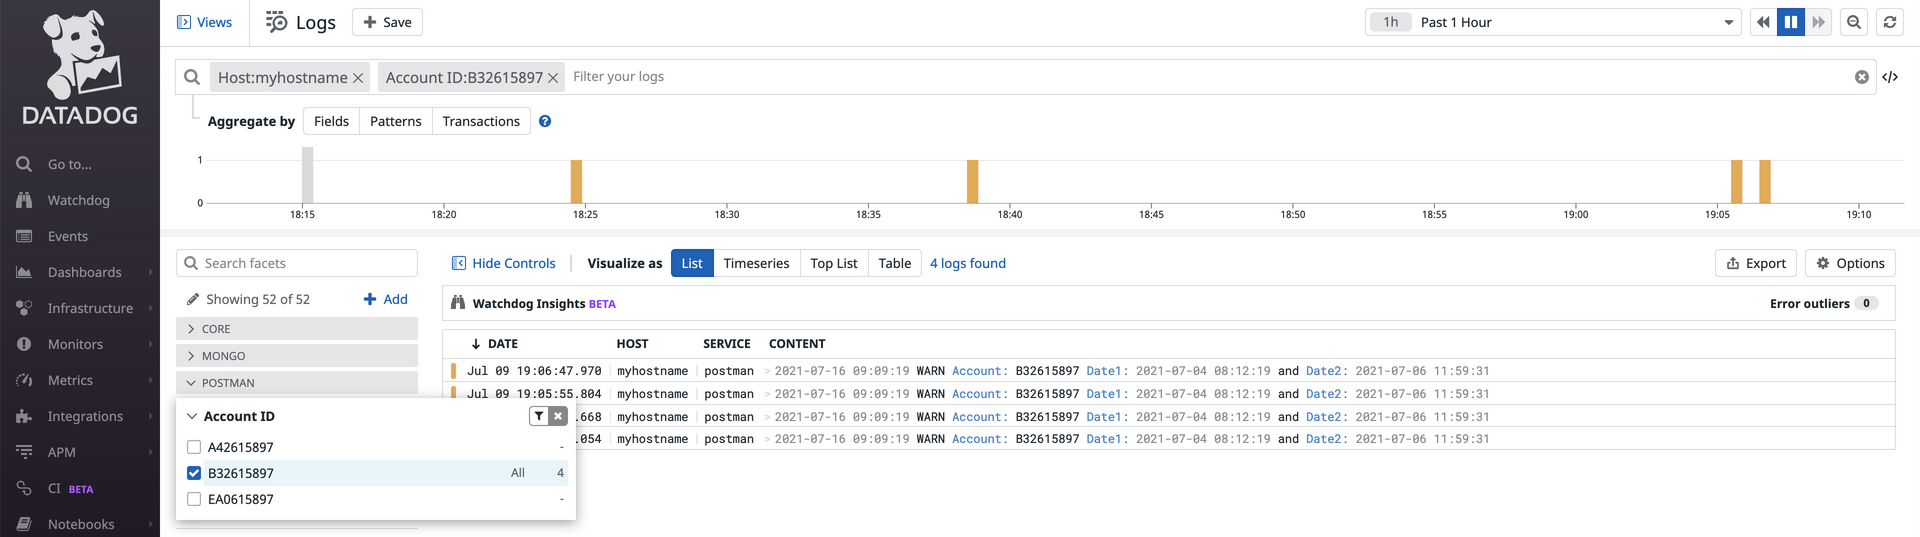 DATADOG
Go to...
Watchdog
Events
Dashboards
Infrastructure
Monitors
Metrics
Integrations
APM
CI BETA
Notebooks
Views
Logs
+ Save
1h Past 1 Hour
Host:myhostname × Account ID:B32615897 × Filter your logs
</>
Aggregate by Fields Patterns Transactions ?
1
0
18:15 18:20 18:25 18:30 18:35 18:40 18:45 18:50 18:55 19:00 19:05 19:10
Search facets
Showing 52 of 52 + Add
CORE
MONGO
POSTMAN
Account ID
A42615897 -
B32615897 All 4
EA0615897 -
Hide Controls Visualize as List Timeseries Top List Table 4 logs found Export Options
Watchdog Insights BETA Error outliers 0
DATE HOST SERVICE CONTENT
Jul 09 19:06:47.970 myhostname postman > 2021-07-16 09:09:19 WARN Account: B32615897 Date1: 2021-07-04 08:12:19 and Date2: 2021-07-06 11:59:31
Jul 09 19:05:55.804 myhostname postman > 2021-07-16 09:09:19 WARN Account: B32615897 Date1: 2021-07-04 08:12:19 and Date2: 2021-07-06 11:59:31
.668 myhostname postman > 2021-07-16 09:09:19 WARN Account: B32615897 Date1: 2021-07-04 08:12:19 and Date2: 2021-07-06 11:59:31
.054 myhostname postman > 2021-07-16 09:09:19 WARN Account: B32615897 Date1: 2021-07-04 08:12:19 and Date2: 2021-07-06 11:59:31